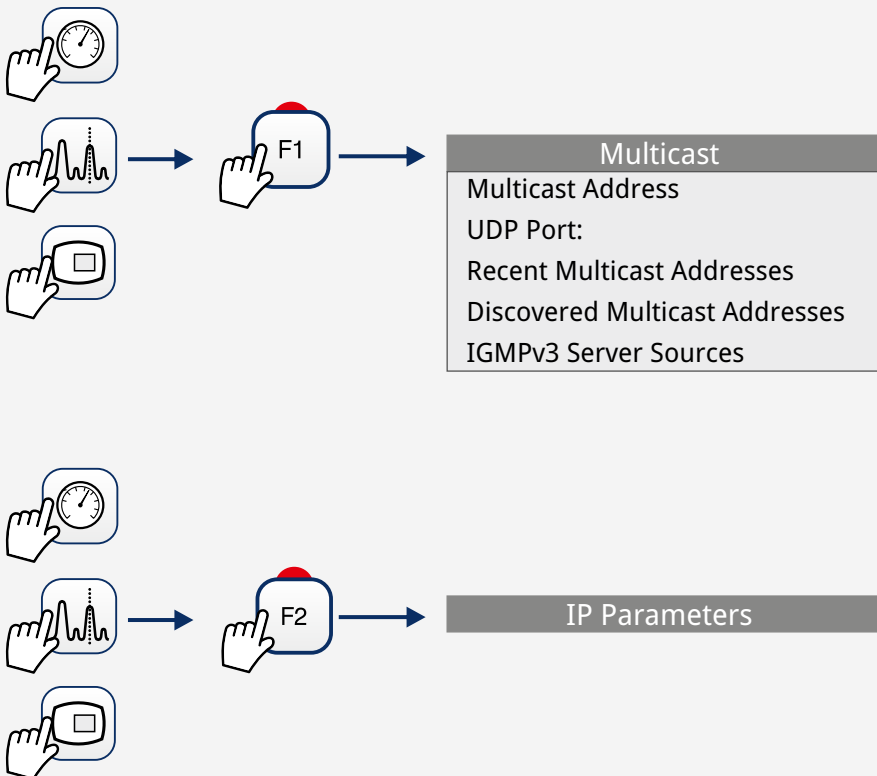 F1
Multicast
Multicast Address
UDP Port:
Recent Multicast Addresses
Discovered Multicast Addresses
IGMPv3 Server Sources
F2
IP Parameters